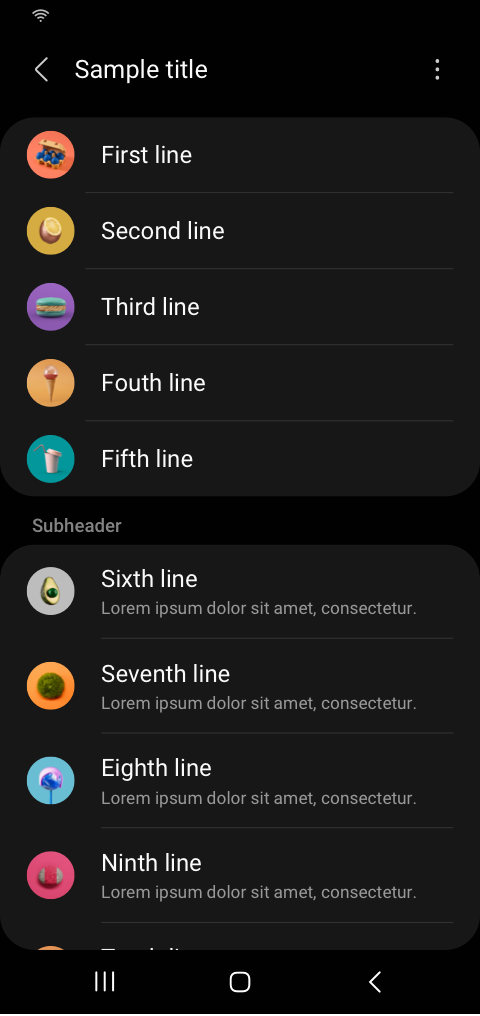 Sample title
First line
Second line
Third line
Fouth line
Fifth line
Subheader
Sixth line
Lorem ipsum dolor sit amet, consectetur.
Seventh line
Lorem ipsum dolor sit amet, consectetur.
Eighth line
Lorem ipsum dolor sit amet, consectetur.
Ninth line
Lorem ipsum dolor sit amet, consectetur.